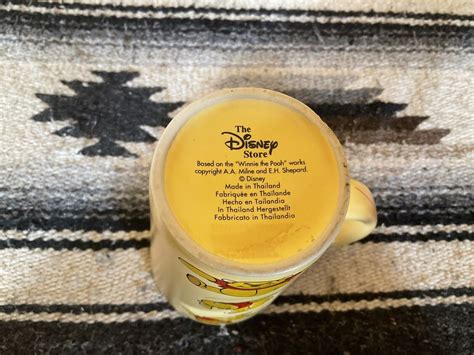 The
Disney
Store
Based on the "Winnie the Pooh" works
copyright A.A. Milne and E.H. Shepard.
© Disney
Made in Thailand
Fabriquée en Thaïlande
Hecho en Tailandia
In Thailand Hergestellt
Fabbricato in Thailandia